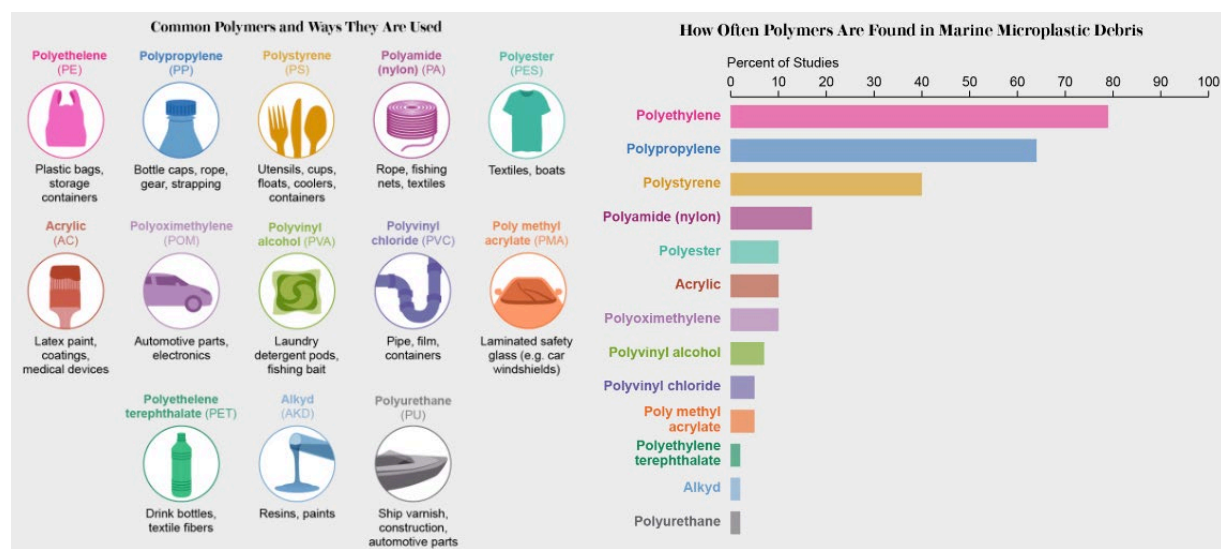 Common Polymers and Ways They Are Used
Polyethelene
(PE)
Plastic bags,
storage
containers
Polypropylene
(PP)
Bottle caps, rope,
gear, strapping
Polystyrene
(PS)
Utensils, cups,
floats, coolers,
containers
Polyamide
(nylon) (PA)
Rope, fishing
nets, textiles
Polyester
(PES)
Textiles, boats
Acrylic
(AC)
Latex paint,
coatings,
medical devices
Polyoximethylene
(POM)
Automotive parts,
electronics
Polyvinyl
alcohol (PVA)
Laundry
detergent pods,
fishing bait
Polyvinyl
chloride (PVC)
Pipe, film,
containers
Poly methyl
acrylate (PMA)
Laminated safety
glass (e.g. car
windshields)
Polyethelene
terephthalate (PET)
Drink bottles,
textile fibers
Alkyd
(AKD)
Resins, paints
Polyurethane
(PU)
Ship varnish,
construction,
automotive parts
How Often Polymers Are Found in Marine Microplastic Debris
Percent of Studies
0 10 20 30 40 50 60 70 80 90 100
Polyethylene
Polypropylene
Polystyrene
Polyamide (nylon)
Polyester
Acrylic
Polyoximethylene
Polyvinyl alcohol
Polyvinyl chloride
Poly methyl
acrylate
Polyethylene
terephthalate
Alkyd
Polyurethane